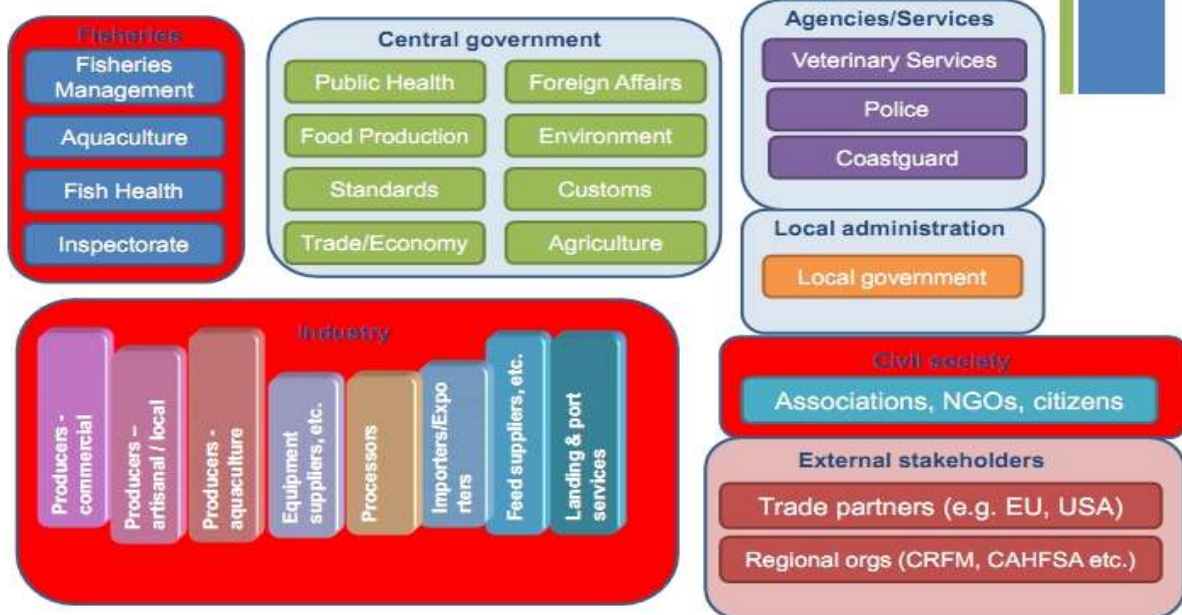 Fisheries
Fisheries
Management
Aquaculture
Fish Health
Inspectorate
Central government
Public Health
Foreign Affairs
Food Production
Environment
Standards
Customs
Trade/Economy
Agriculture
Agencies/Services
Veterinary Services
Police
Coastguard
Local administration
Local government
Industry
Producers -
commercial
Producers –
artisanal / local
Producers -
aquaculture
Equipment
suppliers, etc.
Processors
Importers/Expo
rters
Feed suppliers, etc.
Landing & port
services
Civil society
Associations, NGOs, citizens
External stakeholders
Trade partners (e.g. EU, USA)
Regional orgs (CRFM, CAHFSA etc.)